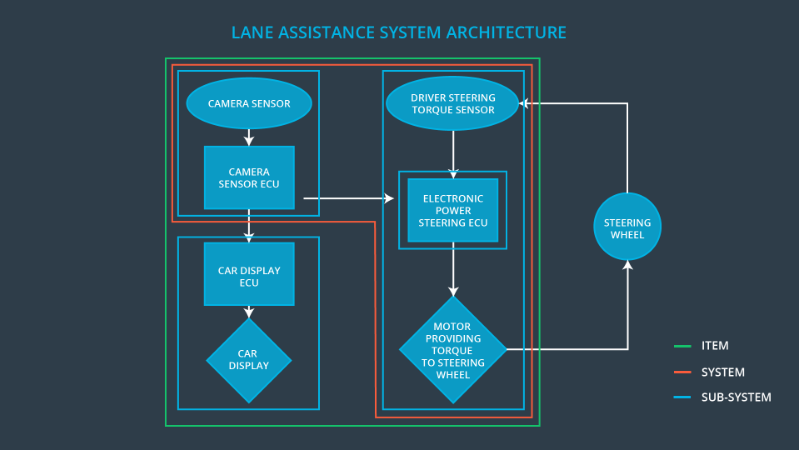 LANE ASSISTANCE SYSTEM ARCHITECTURE
CAMERA SENSOR
CAMERA
SENSOR ECU
CAR DISPLAY
ECU
CAR
DISPLAY
DRIVER STEERING
TORQUE SENSOR
ELECTRONIC
POWER
STEERING ECU
MOTOR
PROVIDING
TORQUE
TO STEERING
WHEEL
STEERING
WHEEL
ITEM
SYSTEM
SUB-SYSTEM